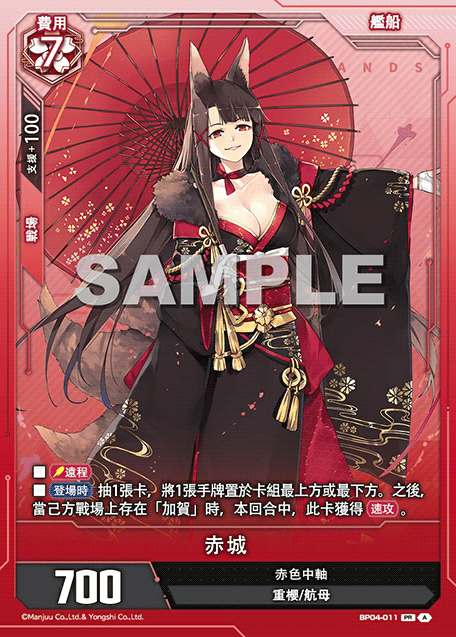 費用
7
艦船
ANDS
支援+100
戰場
SAMPLE
■ 遠程
■ 登場時 抽1張卡,將1張手牌置於卡組最上方或最下方。之後,
當己方戰場上存在「加賀」時,本回合中,此卡獲得 速攻 。
赤城
700
赤色中軸
重櫻/航母
©Manjuu Co.,Ltd.& Yongshi Co.,Ltd.
BP04-011 PR A